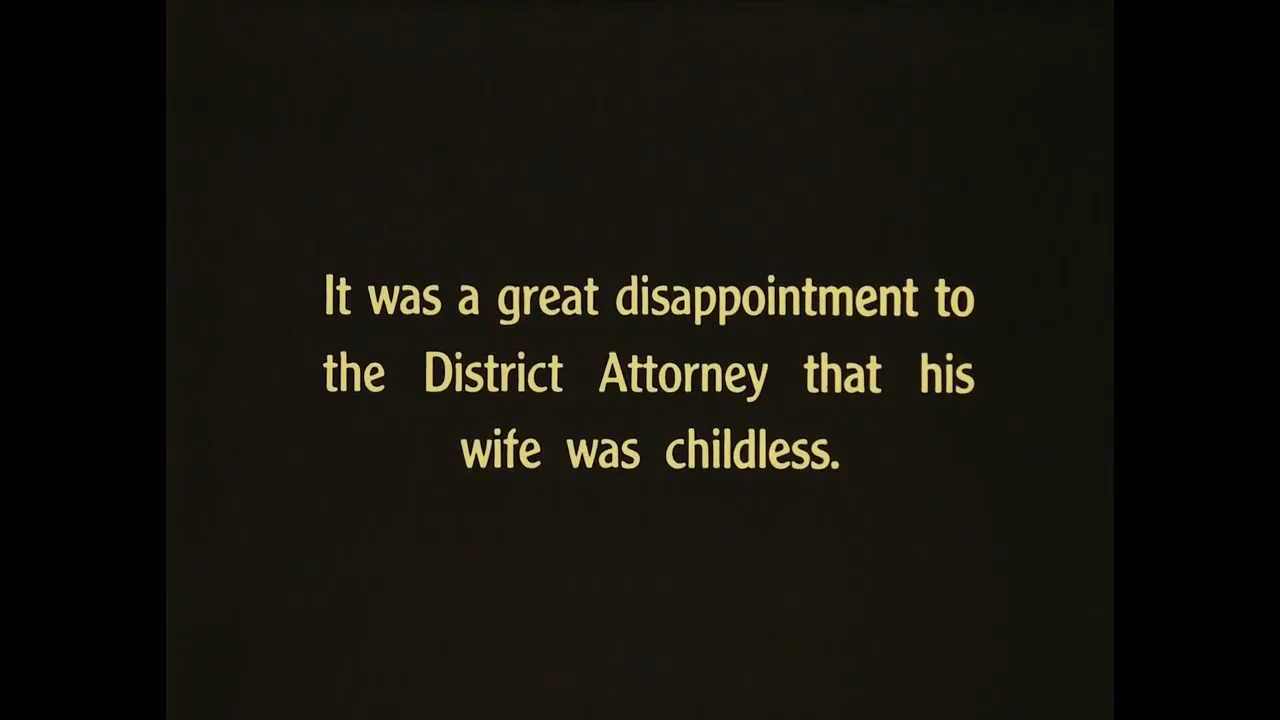 It was a great disappointment to
the District Attorney that his
wife was childless.